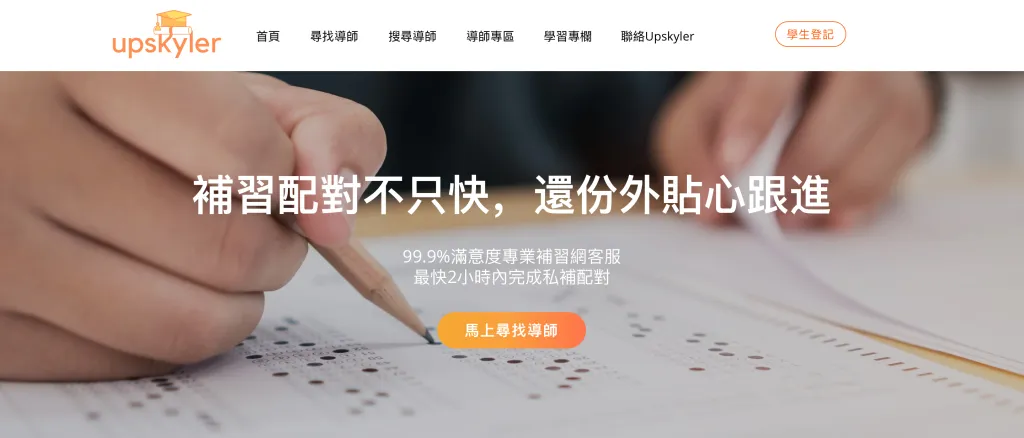 upskyler
首頁
尋找導師
搜尋導師
導師專區
學習專欄
聯絡Upskyler
學生登記
補習配對不只快，還份外貼心跟進
99.9%滿意度專業補習網客服
最快2小時內完成私補配對
馬上尋找導師